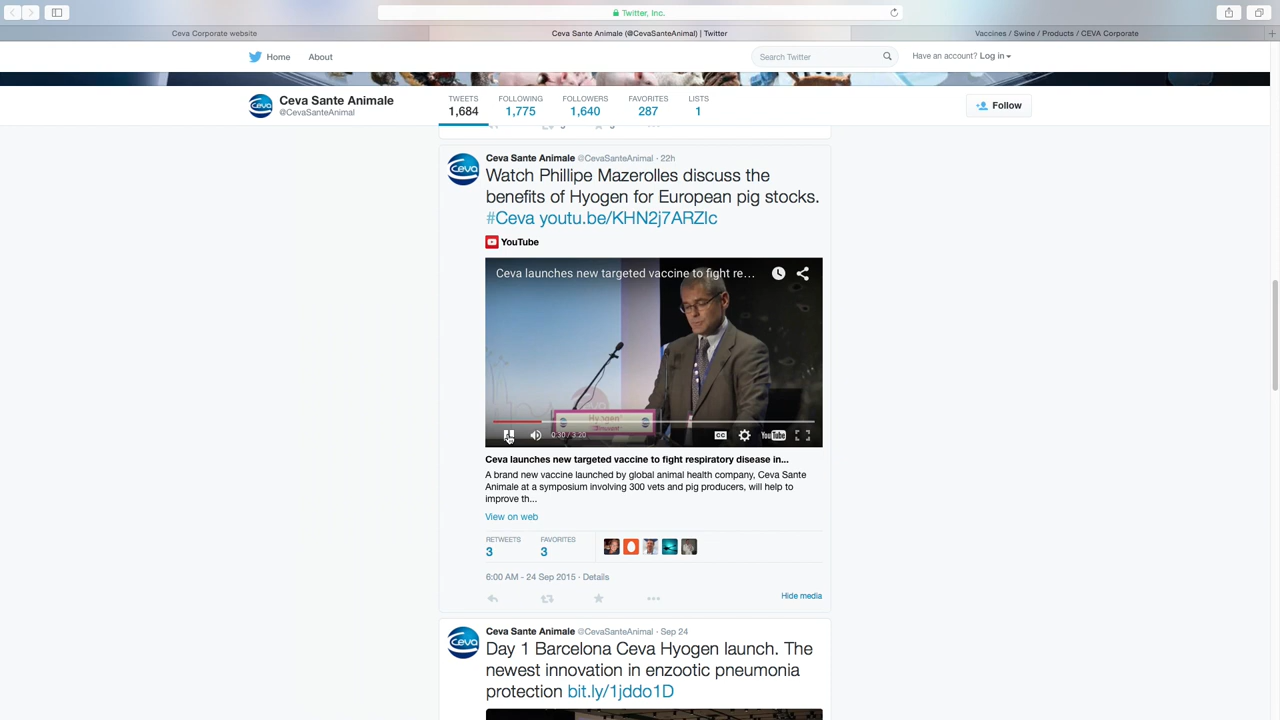 Twitter, Inc.
Ceva Corporate website
Ceva Sante Animale (@CevaSanteAnimal) | Twitter
Vaccines / Swine / Products / CEVA Corporate
Home
About
Search Twitter
Have an account? Log in
Ceva Sante Animale
@CevaSanteAnimal
TWEETS
1,684
FOLLOWING
1,775
FOLLOWERS
1,640
FAVORITES
287
LISTS
1
Follow
Ceva Sante Animale @CevaSanteAnimal · 22h
Watch Phillipe Mazerolles discuss the
benefits of Hyogen for European pig stocks.
#Ceva youtu.be/KHN2j7ARZIc
YouTube
Ceva launches new targeted vaccine to fight re...
Hyogen
0:30 / 3:20
CC
YouTube
Ceva launches new targeted vaccine to fight respiratory disease in...
A brand new vaccine launched by global animal health company, Ceva Sante
Animale at a symposium involving 300 vets and pig producers, will help to
improve th...
View on web
RETWEETS
3
FAVORITES
3
6:00 AM - 24 Sep 2015 · Details
Hide media
Ceva Sante Animale @CevaSanteAnimal · Sep 24
Day 1 Barcelona Ceva Hyogen launch. The
newest innovation in enzootic pneumonia
protection bit.ly/1jddo1D